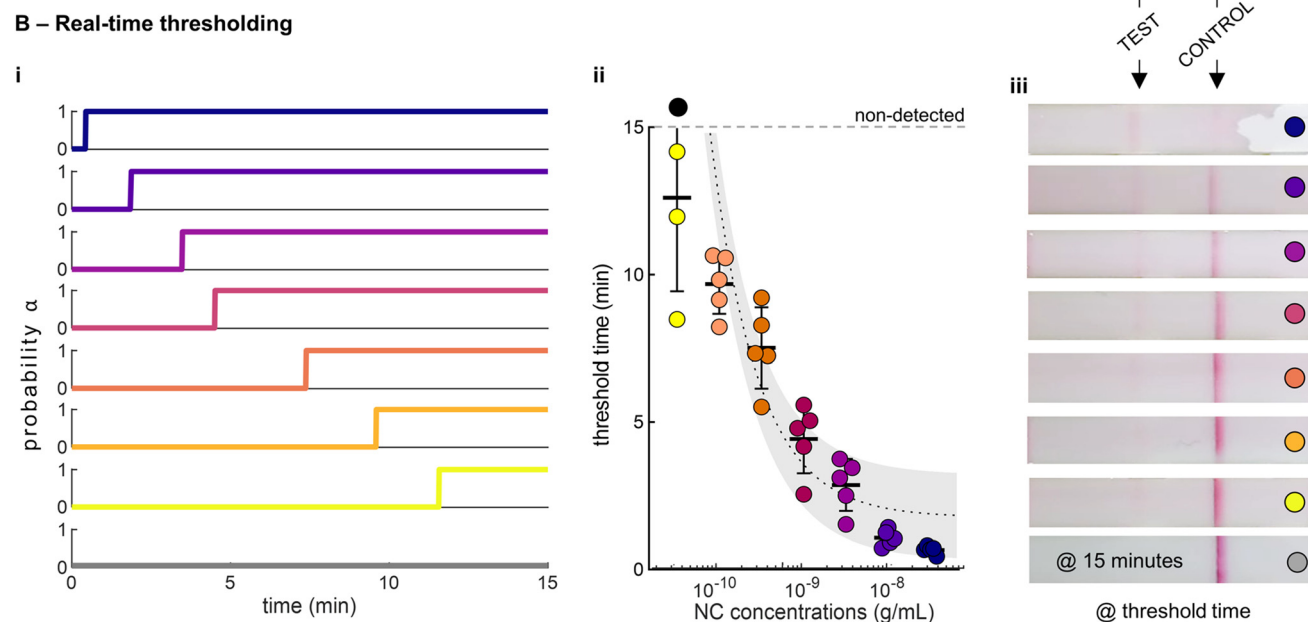 B – Real-time thresholding
i
1
0
1
0
1
0
1
0
1
0
1
0
1
0
1
0
probability α
0 5 10 15
time (min)
ii
non-detected
15
10
5
0
threshold time (min)
10⁻¹⁰ 10⁻⁹ 10⁻⁸
NC concentrations (g/mL)
TEST CONTROL
iii
@ 15 minutes
@ threshold time